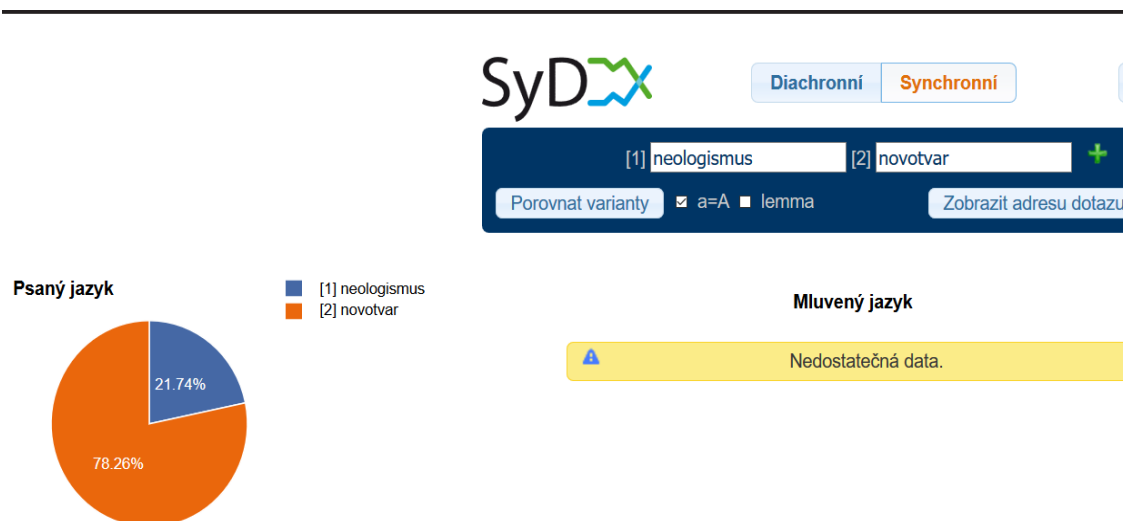 SyD
Diachronní Synchronní
[1] neologismus [2] novotvar
Porovnat varianty a=A lemma Zobrazit adresu dotazu
Psaný jazyk
[1] neologismus
[2] novotvar
21.74%
78.26%
Mluvený jazyk
Nedostatečná data.